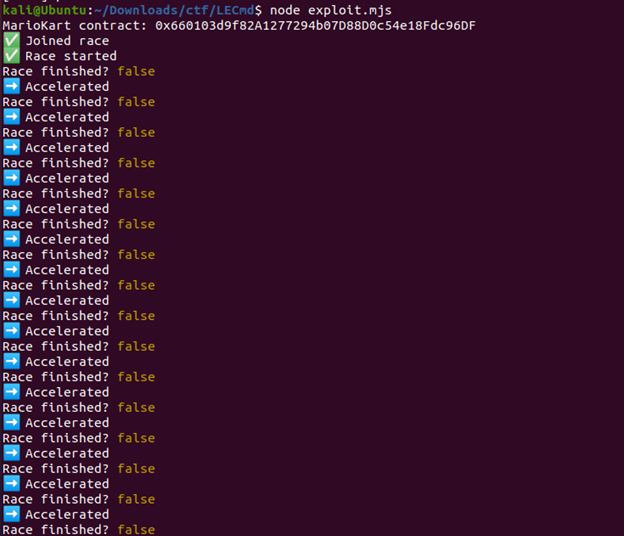 kali@Ubuntu:~/Downloads/ctf/LECmd$ node exploit.mjs
MarioKart contract: 0x660103d9f82A1277294b07D88D0c54e18Fdc96DF
✅ Joined race
✅ Race started
Race finished? false
➡️ Accelerated
Race finished? false
➡️ Accelerated
Race finished? false
➡️ Accelerated
Race finished? false
➡️ Accelerated
Race finished? false
➡️ Accelerated
Race finished? false
➡️ Accelerated
Race finished? false
➡️ Accelerated
Race finished? false
➡️ Accelerated
Race finished? false
➡️ Accelerated
Race finished? false
➡️ Accelerated
Race finished? false
➡️ Accelerated
Race finished? false
➡️ Accelerated
Race finished? false
➡️ Accelerated
Race finished? false
➡️ Accelerated
Race finished? false
➡️ Accelerated
Race finished? false